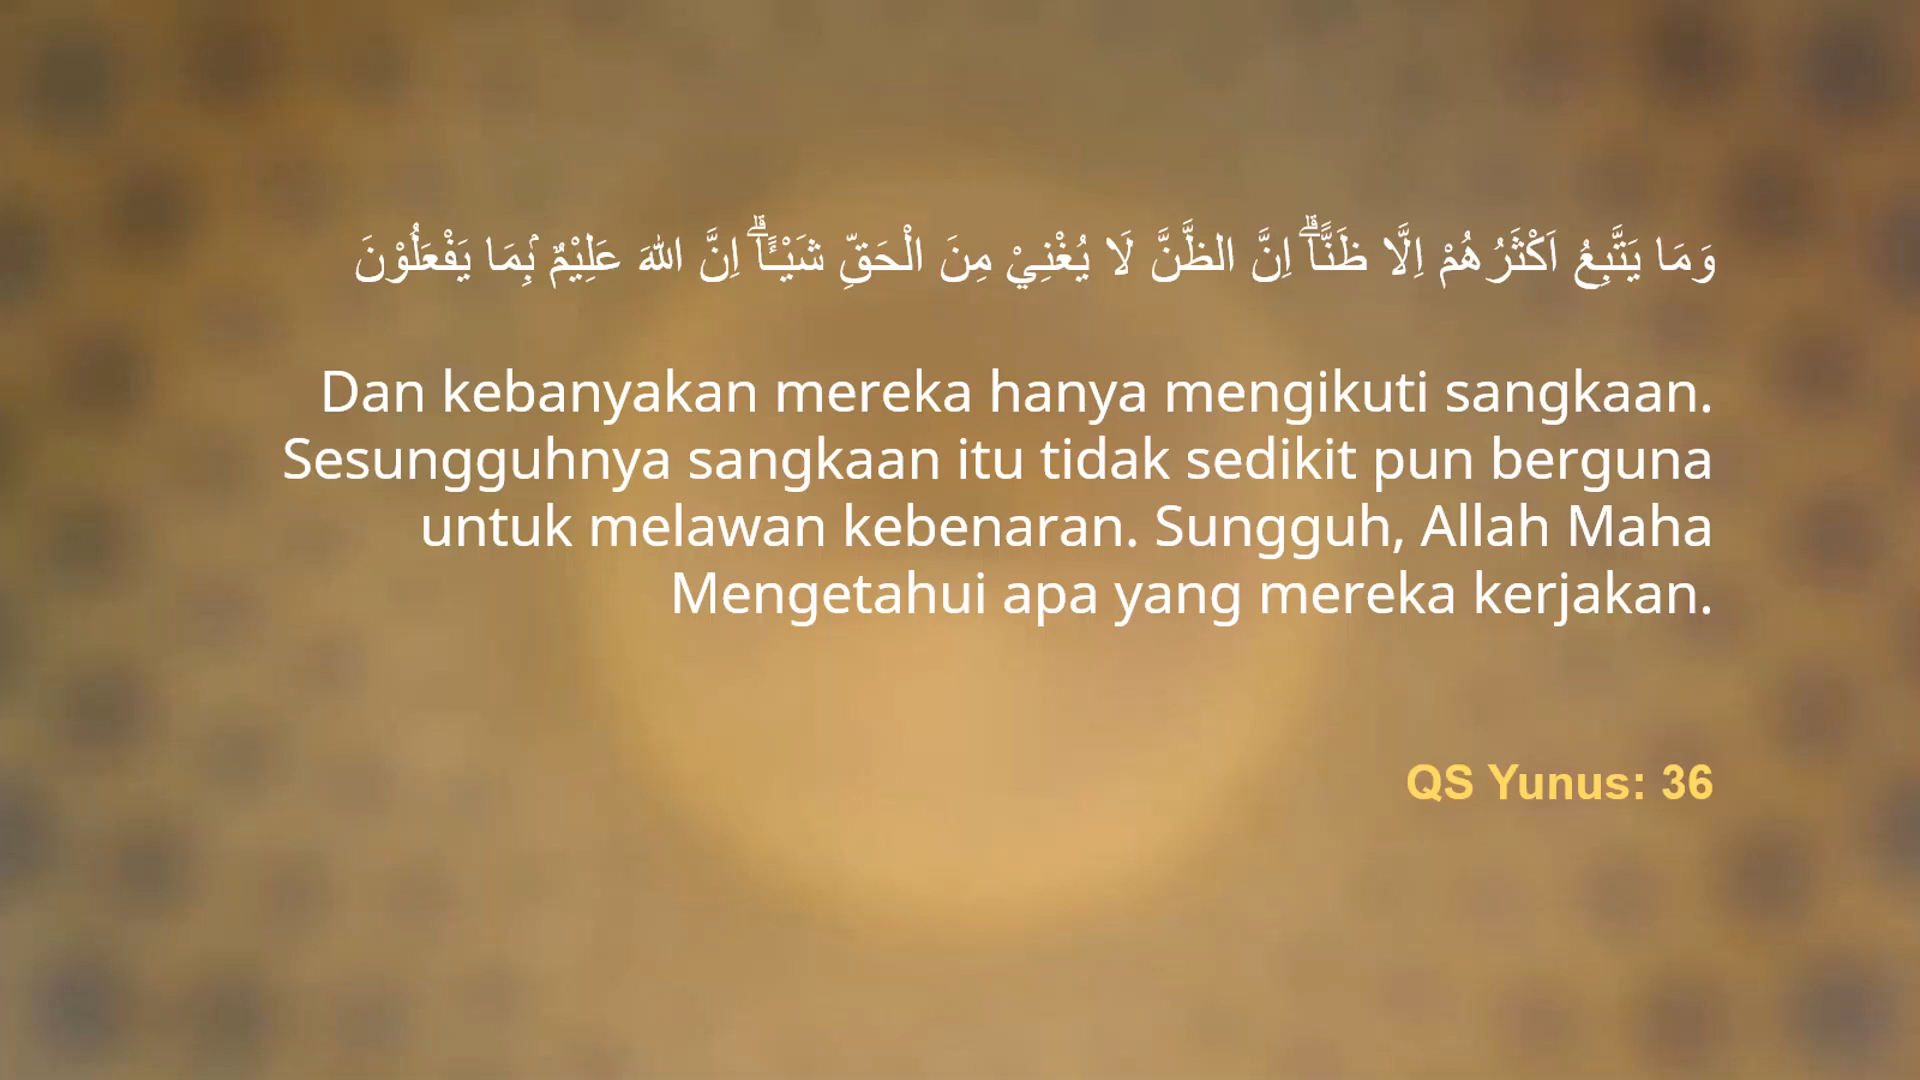 وَمَا يَتَّبِعُ اَكْثَرُهُمْ اِلَّا ظَنًّاۗ اِنَّ الظَّنَّ لَا يُغْنِيْ مِنَ الْحَقِّ شَيْـًٔاۗ اِنَّ اللهَ عَلِيْمٌ ۢبِمَا يَفْعَلُوْنَ
Dan kebanyakan mereka hanya mengikuti sangkaan.
Sesungguhnya sangkaan itu tidak sedikit pun berguna
untuk melawan kebenaran. Sungguh, Allah Maha
Mengetahui apa yang mereka kerjakan.
QS Yunus: 36